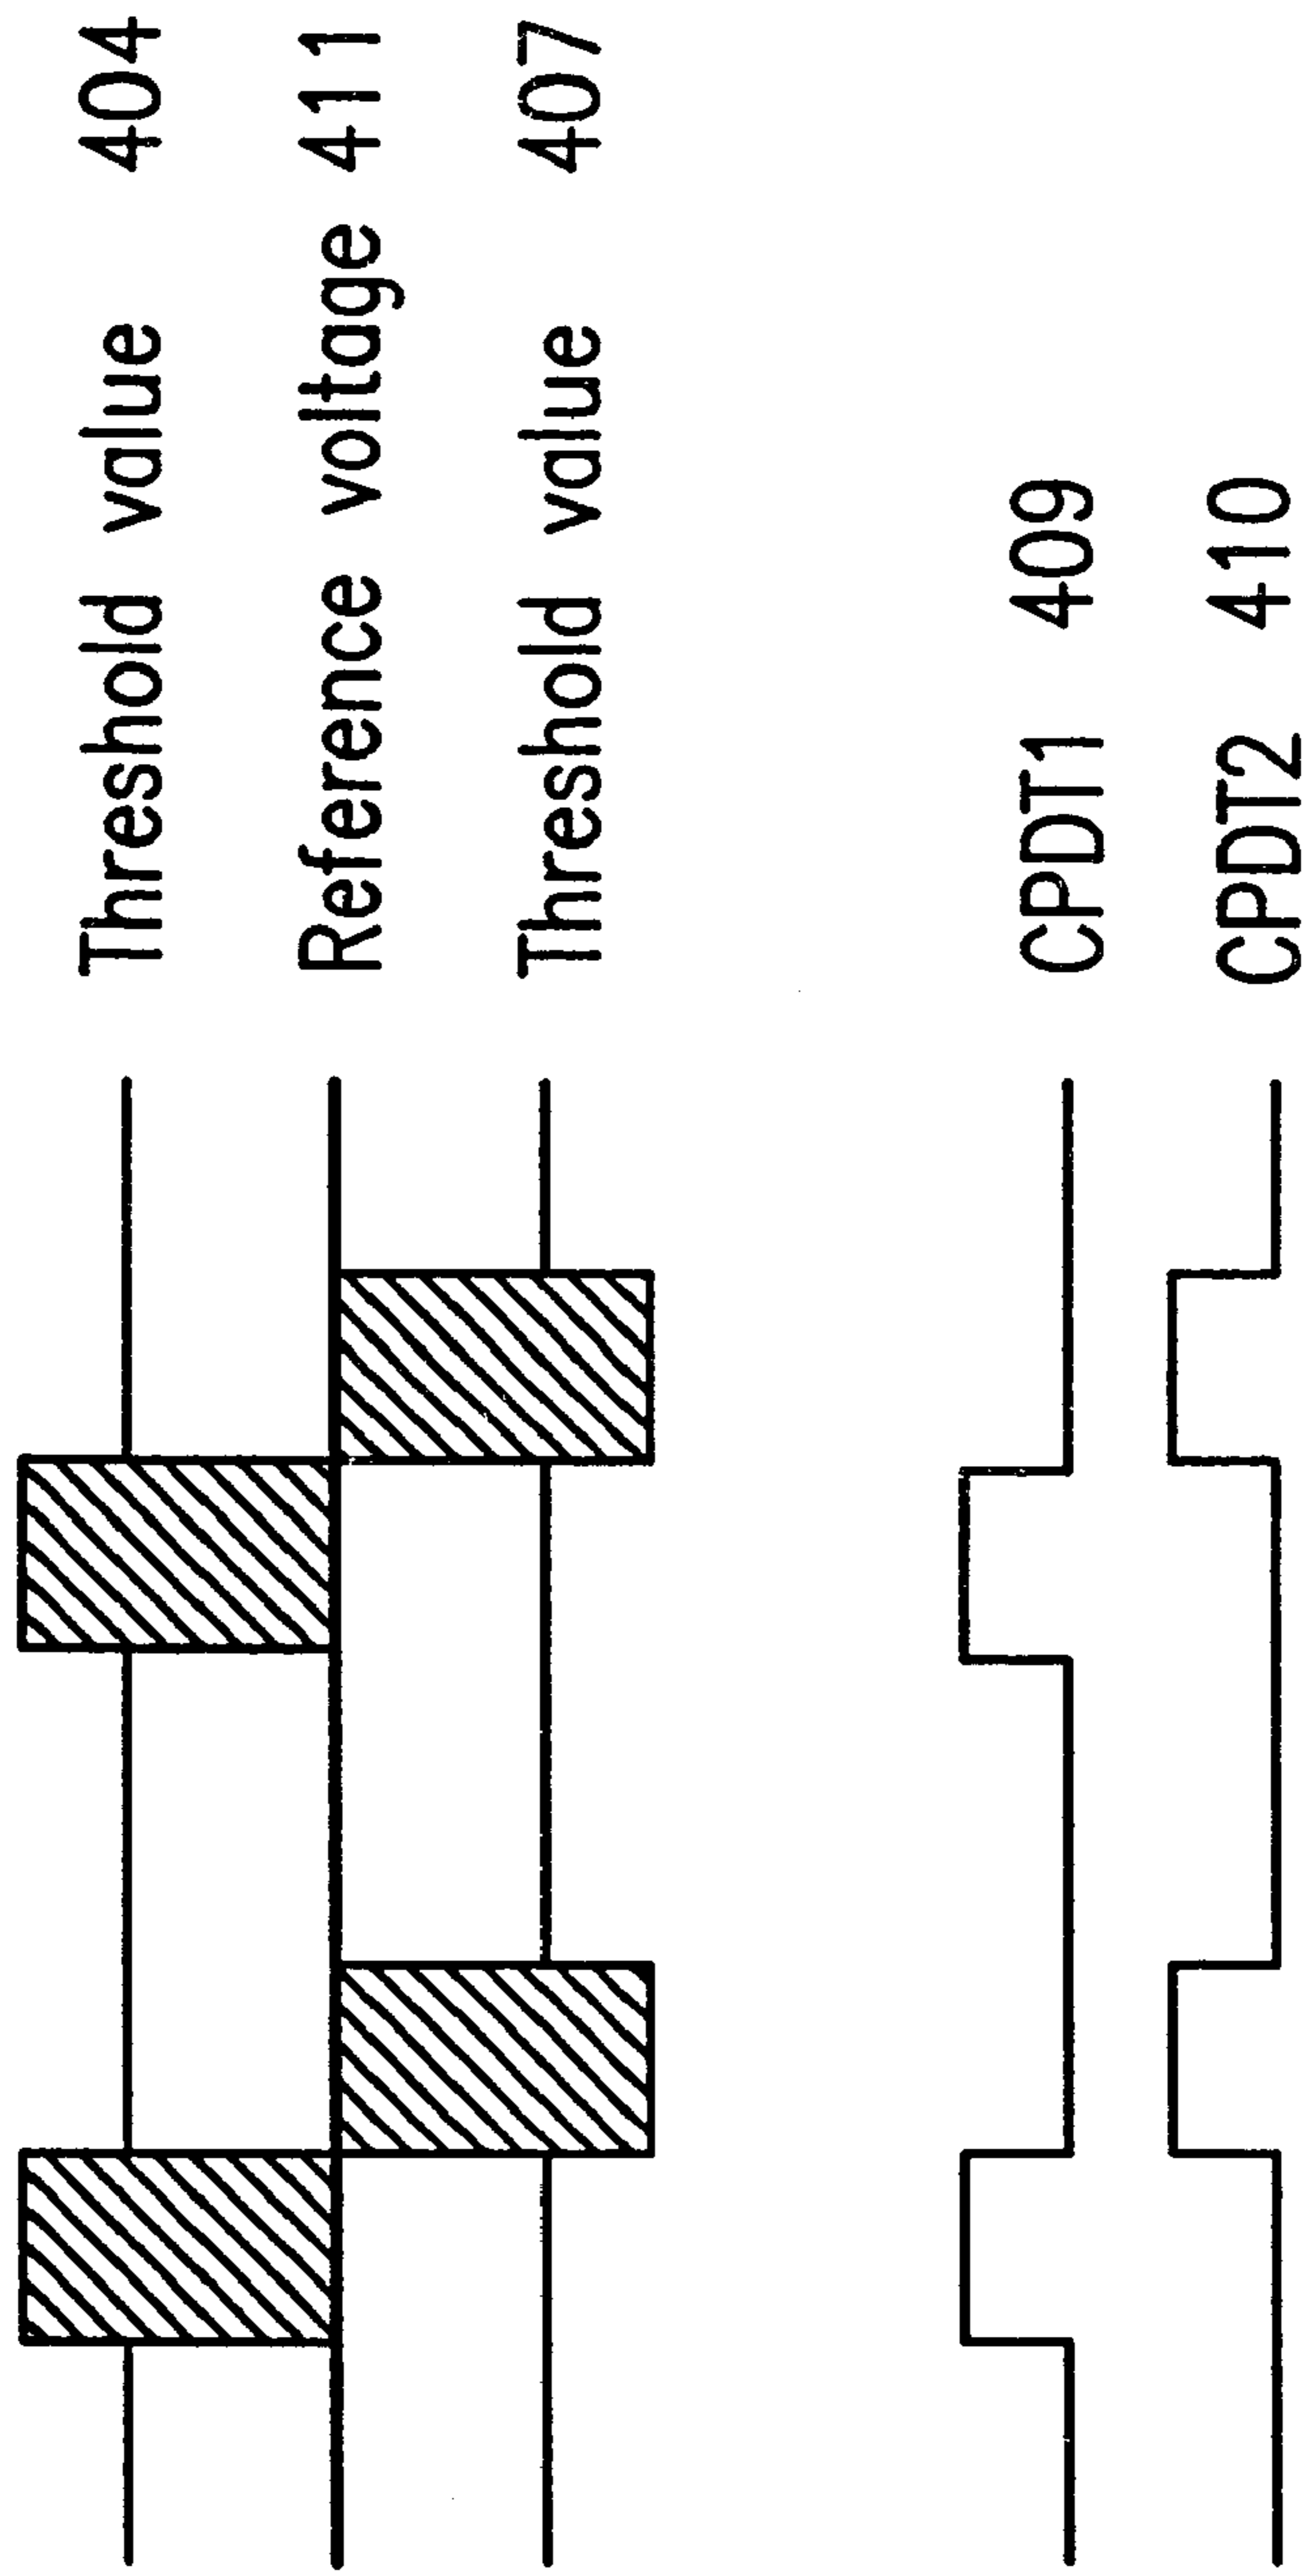 Threshold value 404
Reference voltage 411
Threshold value 407
CPDT1 409
CPDT2 410